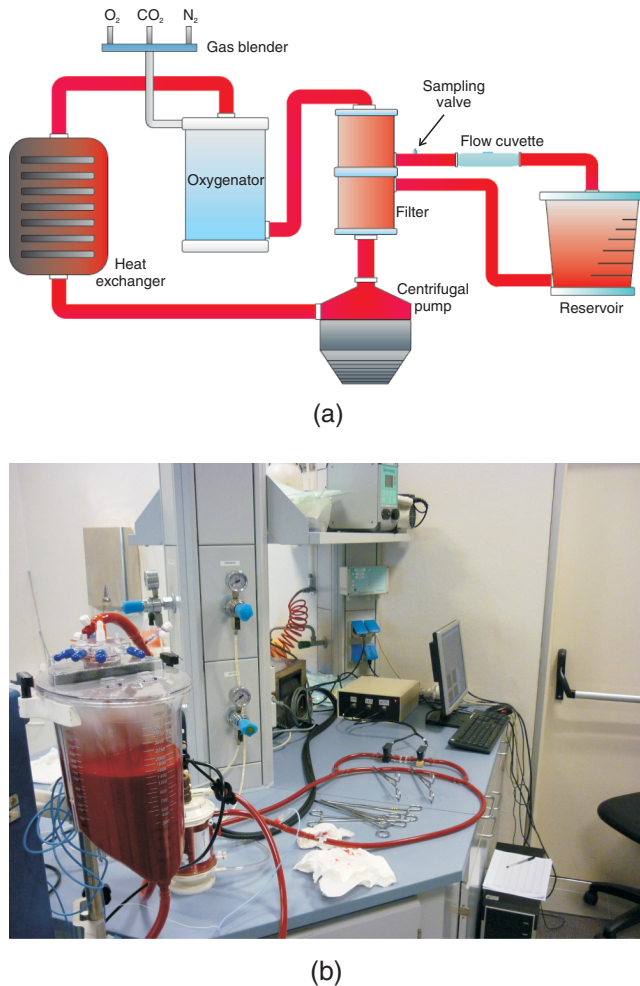 O₂ CO₂ N₂
Gas blender
Sampling
valve
Flow cuvette
Oxygenator
Filter
Heat
exchanger
Centrifugal
pump
Reservoir
(a)
(b)